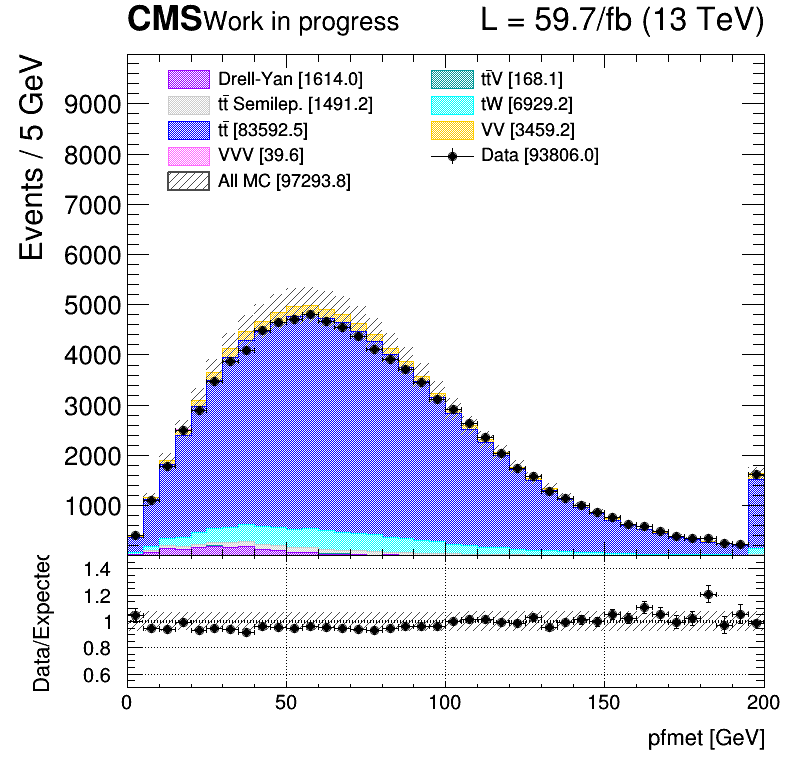 CMS Work in progress L = 59.7/fb (13 TeV)
Events / 5 GeV
Drell-Yan [1614.0]
tt̄ Semilep. [1491.2]
tt̄ [83592.5]
VVV [39.6]
All MC [97293.8]
tt̄V [168.1]
tW [6929.2]
VV [3459.2]
Data [93806.0]
9000
8000
7000
6000
5000
4000
3000
2000
1000
Data/Expected
1.4
1.2
1
0.8
0.6
0 50 100 150 200
pfmet [GeV]